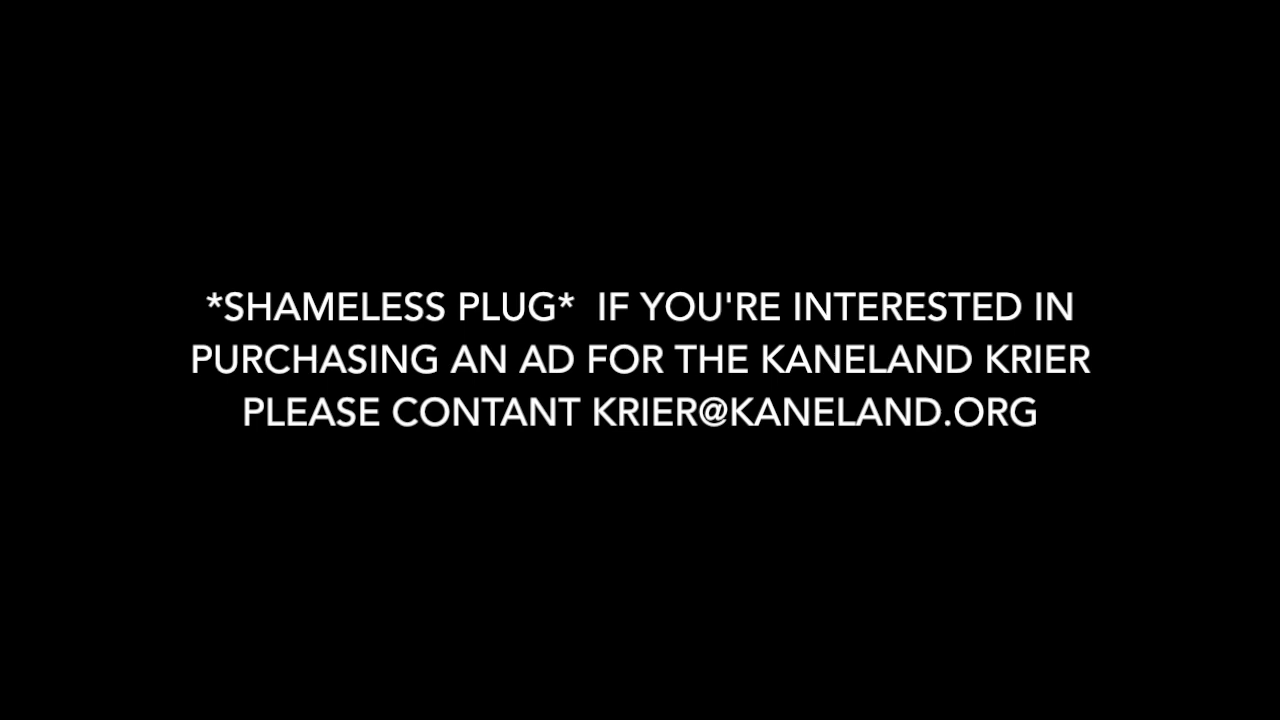 *SHAMELESS PLUG*  IF YOU'RE INTERESTED IN
PURCHASING AN AD FOR THE KANELAND KRIER
PLEASE CONTANT KRIER@KANELAND.ORG